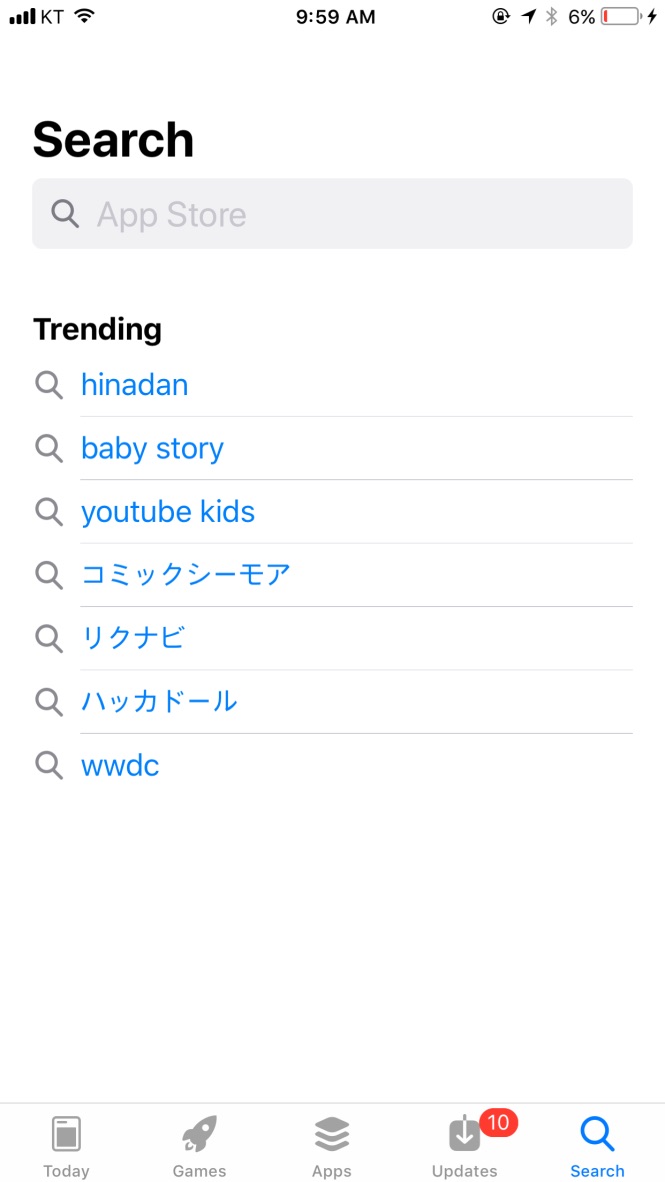 KT 9:59 AM 6%
Search
App Store
Trending
hinadan
baby story
youtube kids
コミックシーモア
リクナビ
ハッカドール
wwdc
10
Today Games Apps Updates Search